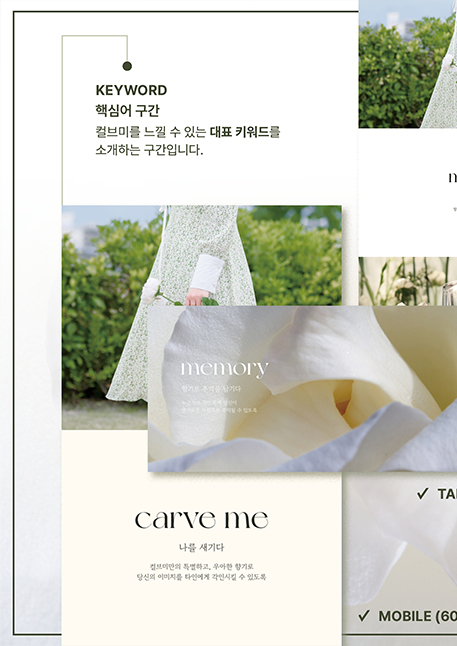 KEYWORD
핵심어 구간
컬브미를 느낄 수 있는 대표 키워드를
소개하는 구간입니다.
m
memory
향기로 추억을 남기다
carve me
나를 새기다
컬브미만의 특별하고, 우아한 향기로
당신의 이미지를 타인에게 각인시킬 수 있도록
✓ TA
✓ MOBILE (60